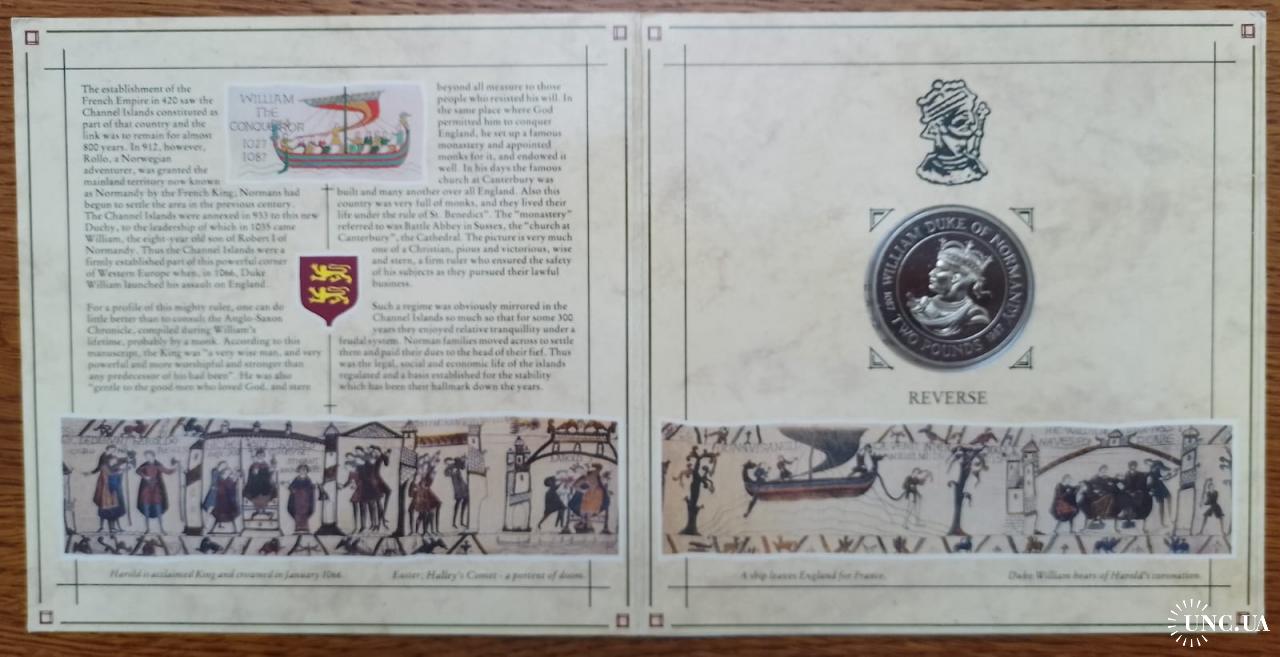 The establishment of the
French Empire in 420 saw the
Channel Islands constituted as
part of that country and the
link was to remain for almost
800 years. In 912, however,
Rollo, a Norwegian
adventurer, was granted the
mainland territory now known
as Normandy by the French King, Normans had
begun to settle the area in the previous century.
The Channel Islands were annexed in 933 to this new
Duchy, to the leadership of which in 1035 came
William, the eight-year old son of Robert I of
Normandy. Thus the Channel Islands were a
firmly established part of this powerful corner
of Western Europe when, in 1066, Duke
William launched his assault on England.
For a profile of this mighty ruler, one can do
little better than to consult the Anglo-Saxon
Chronicle, compiled during William's
lifetime, probably by a monk. According to this
manuscript, the King was "a very wise man, and very
powerful and more worshipful and stronger than
any predecessor of his had been". He was also
"gentle to the good men who loved God, and stern
WILLIAM
THE
CONQUEROR
1027
1087
beyond all measure to those
people who resisted his will. In
the same place where God
permitted him to conquer
England, he set up a famous
monastery and appointed
monks for it, and endowed it
well. In his days the famous
church at Canterbury was
built and many another over all England. Also this
country was very full of monks, and they lived their
life under the rule of St. Benedict". The "monastery"
referred to was Battle Abbey in Sussex, the "church at
Canterbury", the Cathedral. The picture is very much
one of a Christian, pious and victorious, wise
and stern, a firm ruler who ensured the safety
of his subjects as they pursued their lawful
business.
Such a regime was obviously mirrored in the
Channel Islands so much so that for some 300
years they enjoyed relative tranquillity under a
feudal system. Norman families moved across to settle
them and paid their dues to the head of their fief. Thus
was the legal, social and economic life of the islands
regulated and a basis established for the stability
which has been their hallmark down the years.
Harold is acclaimed King and crowned in January 1066.
Easter, Halley's Comet - a portent of doom.
WILLIAM DUKE OF NORMANDY
1087 TWO POUNDS 1987
REVERSE
A ship leaves England for France.
Duke William hears of Harold's coronation.
UNC.UA